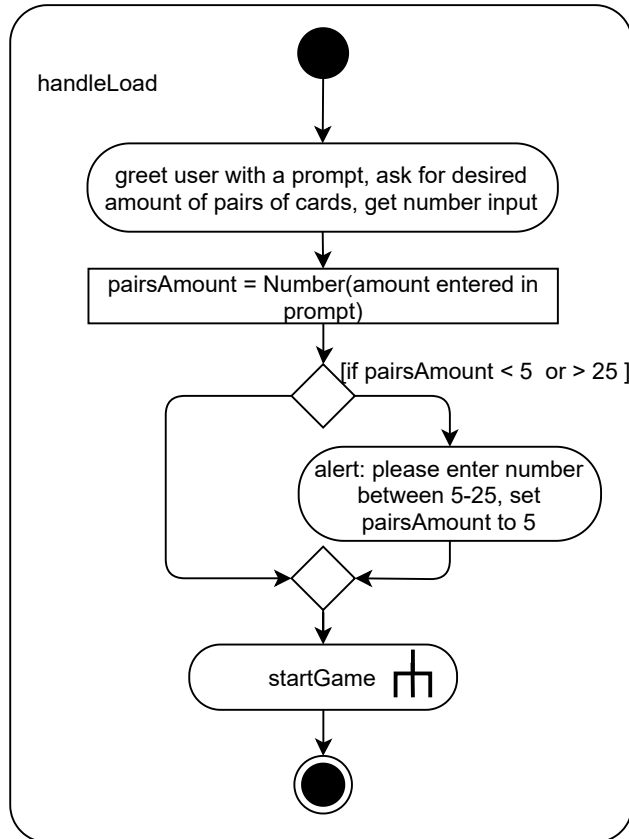 handleLoad
greet user with a prompt, ask for desired
amount of pairs of cards, get number input
pairsAmount = Number(amount entered in
prompt)
[if pairsAmount < 5  or > 25 ]
alert: please enter number
between 5-25, set
pairsAmount to 5
startGame